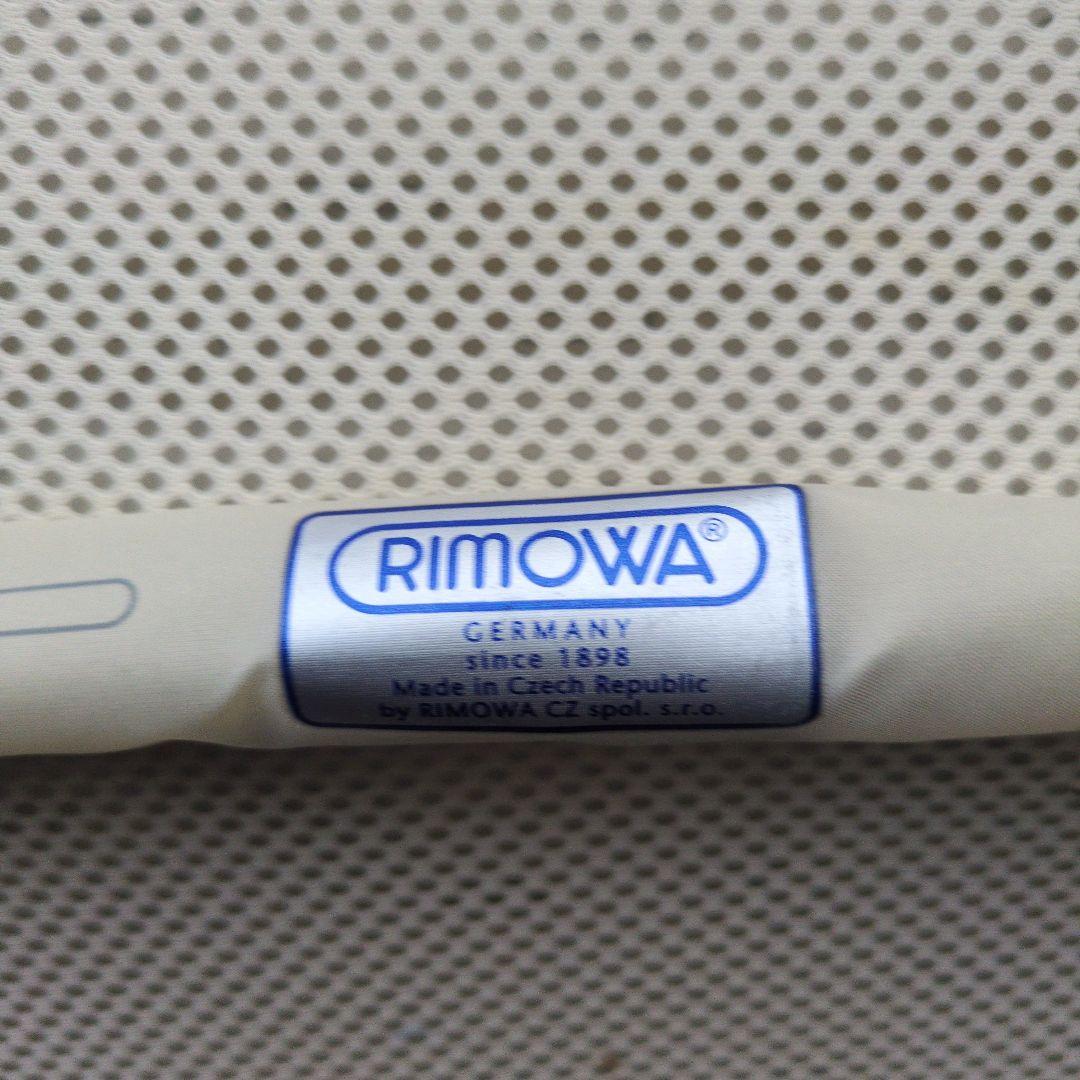 RIMOWA®
GERMANY
since 1898
Made in Czech Republic
by RIMOWA CZ spol. s.r.o.